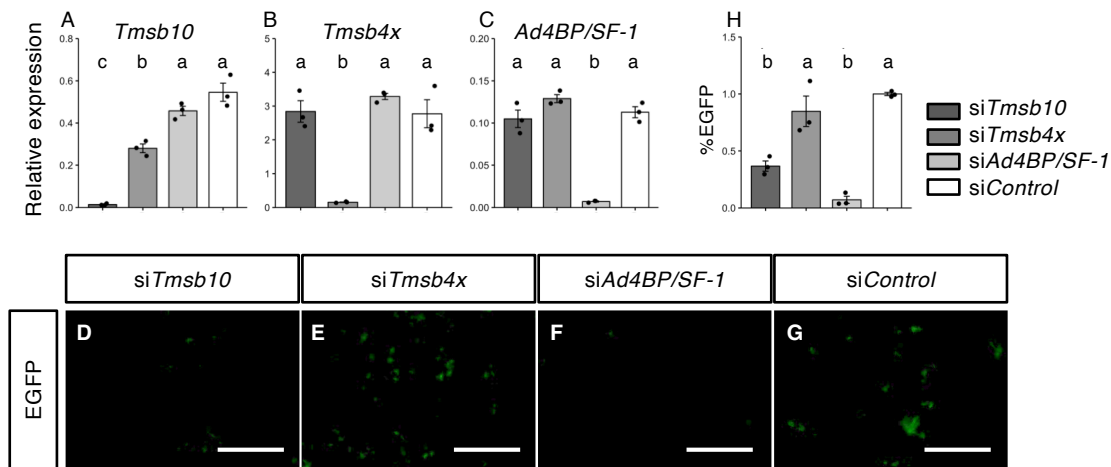 A
Tmsb10
c b a a
Relative expression
0.8
0.6
0.4
0.2
0.0
B
Tmsb4x
a b a a
5
4
3
2
1
0
C
Ad4BP/SF-1
a a b a
0.20
0.15
0.10
0.05
0.00
H
b a b a
%EGFP
1.5
1.0
0.5
0.0
siTmsb10
siTmsb4x
siAd4BP/SF-1
siControl
siTmsb10
siTmsb4x
siAd4BP/SF-1
siControl
EGFP
D
E
F
G